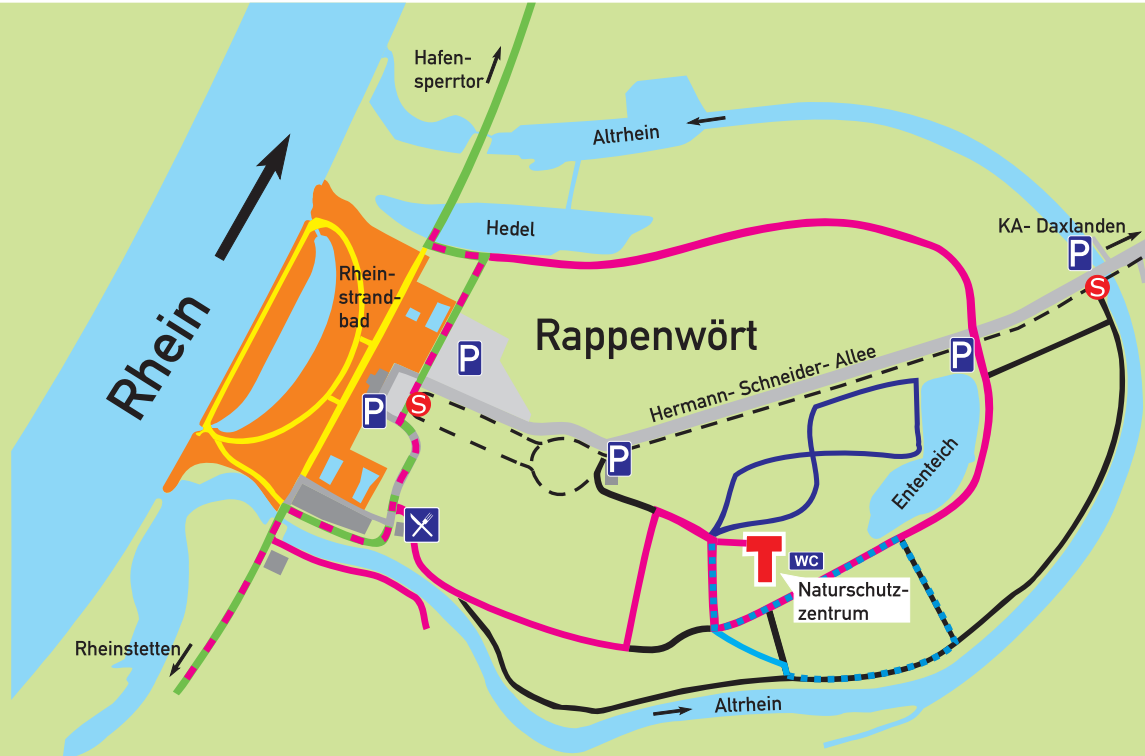 Hafen-
sperrtor
Altrhein
Hedel
KA- Daxlanden
P
S
Rhein-
strand-
bad
Rhein
Rappenwört
P
P
Hermann- Schneider- Allee
P
S
P
Ententeich
WC
Naturschutz-
zentrum
Rheinstetten
Altrhein